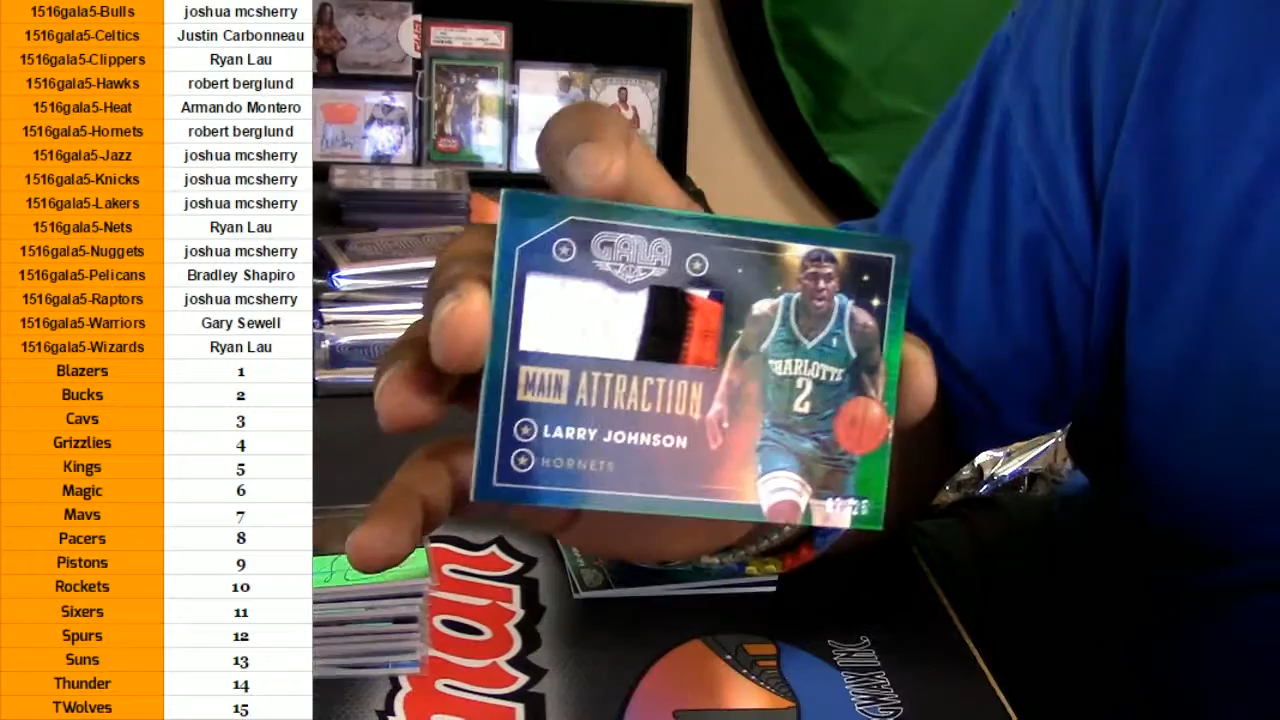 1516gala5-Bulls joshua mcsherry
1516gala5-Celtics Justin Carbonneau
1516gala5-Clippers Ryan Lau
1516gala5-Hawks robert berglund
1516gala5-Heat Armando Montero
1516gala5-Hornets robert berglund
1516gala5-Jazz joshua mcsherry
1516gala5-Knicks joshua mcsherry
1516gala5-Lakers joshua mcsherry
1516gala5-Nets Ryan Lau
1516gala5-Nuggets joshua mcsherry
1516gala5-Pelicans Bradley Shapiro
1516gala5-Raptors joshua mcsherry
1516gala5-Warriors Gary Sewell
1516gala5-Wizards Ryan Lau
Blazers 1
Bucks 2
Cavs 3
Grizzlies 4
Kings 5
Magic 6
Mavs 7
Pacers 8
Pistons 9
Rockets 10
Sixers 11
Spurs 12
Suns 13
Thunder 14
TWolves 15
GALA
MAIN ATTRACTION
LARRY JOHNSON
HORNETS
CHARLOTTE
2